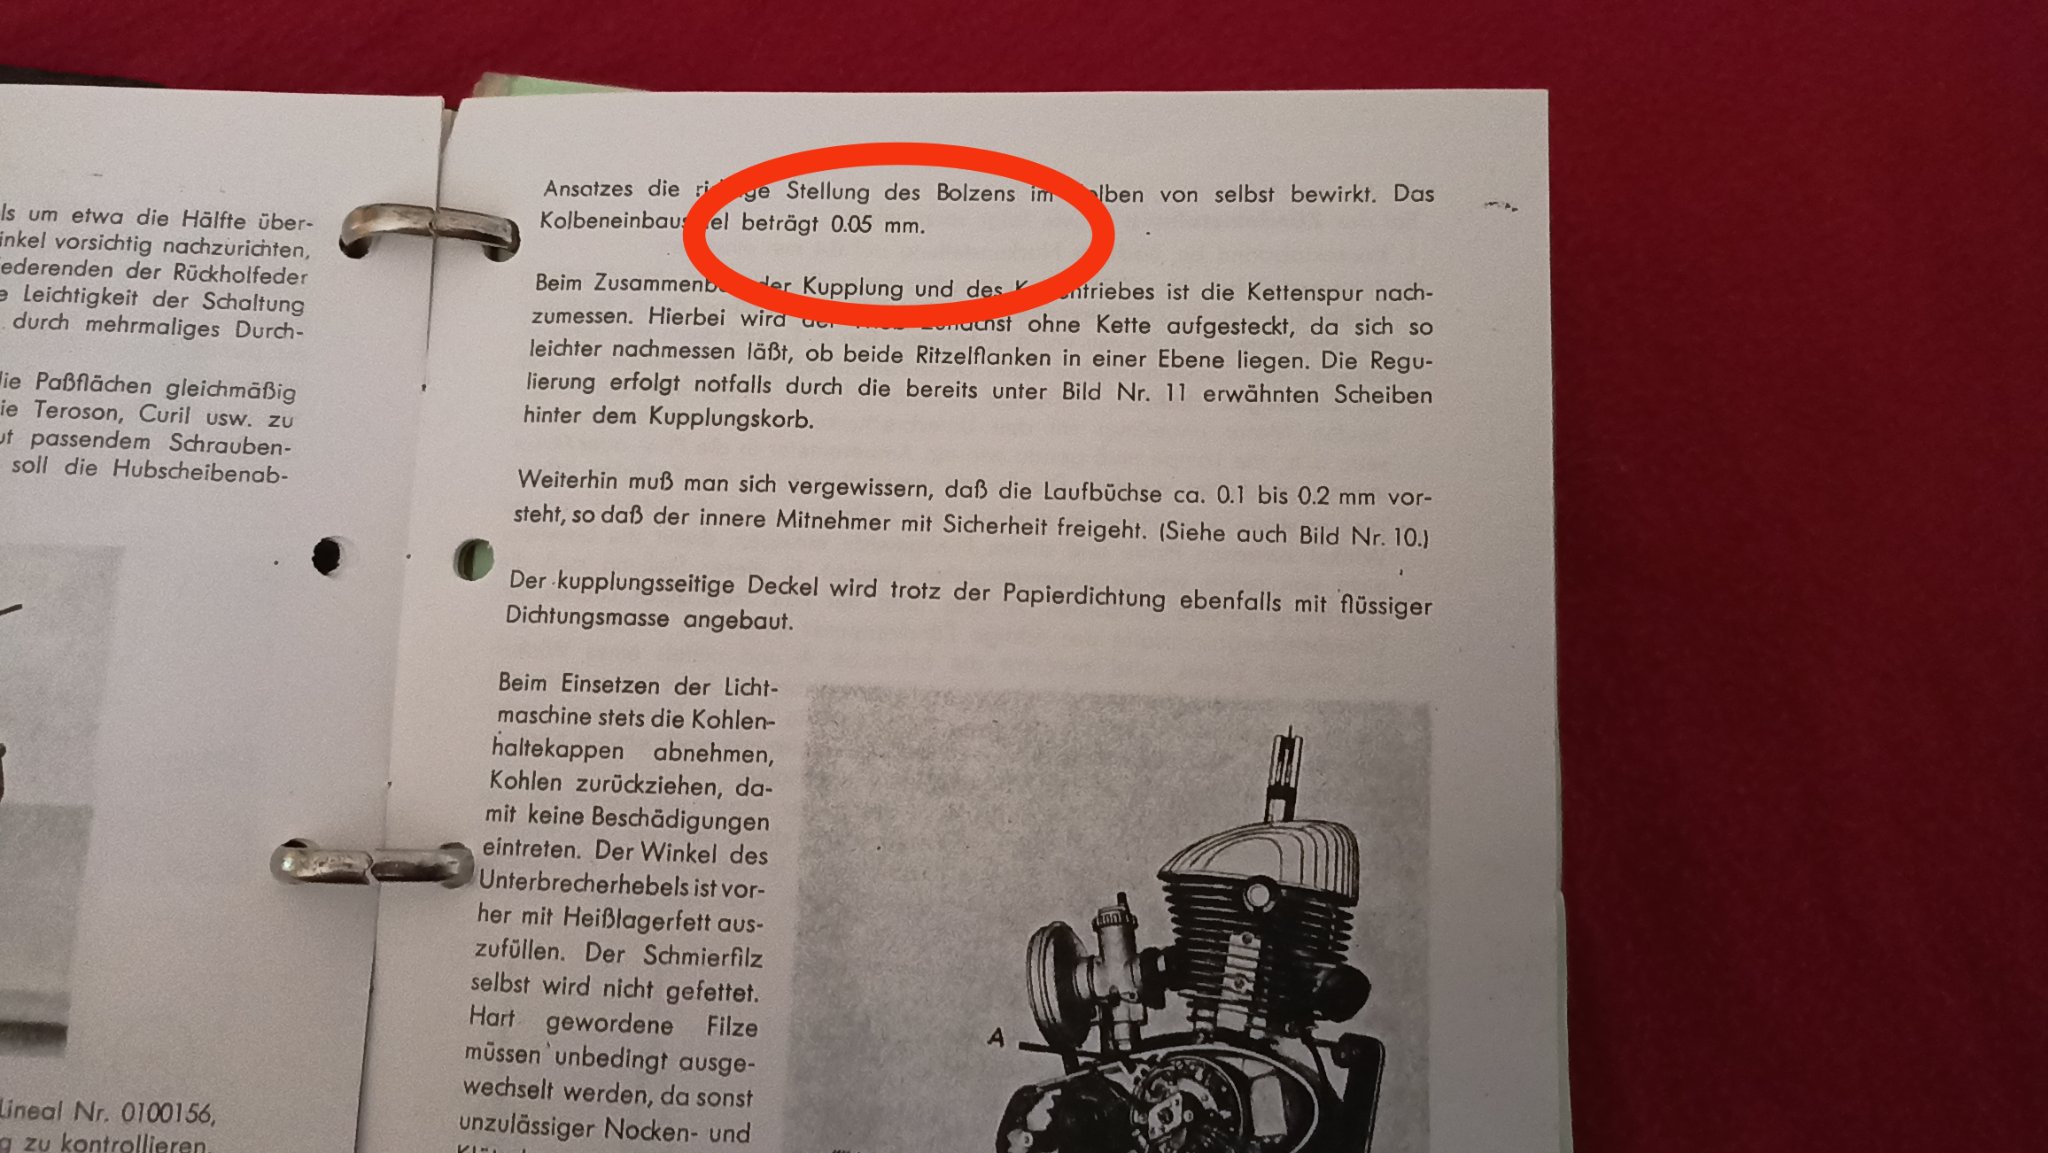 ls um etwa die Hälfte über-
inkel vorsichtig nachzurichten,
ederenden der Rückholfeder
e Leichtigkeit der Schaltung
durch mehrmaliges Durch-
die Paßflächen gleichmäßig
ie Teroson, Curil usw. zu
ut passendem Schrauben-
soll die Hubscheibenab-
Lineal Nr. 0100156,
g zu kontrollieren.
Ansatzes die Stellung des Bolzens im lben von selbst bewirkt. Das
Kolbeneinbaus el beträgt 0.05 mm.
Beim Zusammenb der Kupplung und des K ntriebes ist die Kettenspur nach-
zumessen. Hierbei wird ohne Kette aufgesteckt, da sich so
leichter nachmessen läßt, ob beide Ritzelflanken in einer Ebene liegen. Die Regu-
lierung erfolgt notfalls durch die bereits unter Bild Nr. 11 erwähnten Scheiben
hinter dem Kupplungskorb.
Weiterhin muß man sich vergewissern, daß die Laufbüchse ca. 0.1 bis 0.2 mm vor-
steht, so daß der innere Mitnehmer mit Sicherheit freigeht. (Siehe auch Bild Nr. 10.)
Der kupplungsseitige Deckel wird trotz der Papierdichtung ebenfalls mit flüssiger
Dichtungsmasse angebaut.
Beim Einsetzen der Licht-
maschine stets die Kohlen-
haltekappen abnehmen,
Kohlen zurückziehen, da-
mit keine Beschädigungen
eintreten. Der Winkel des
Unterbrecherhebels ist vor-
her mit Heißlagerfett aus-
zufüllen. Der Schmierfilz
selbst wird nicht gefettet.
Hart gewordene Filze
müssen unbedingt ausge-
wechselt werden, da sonst
unzulässiger Nocken- und
A